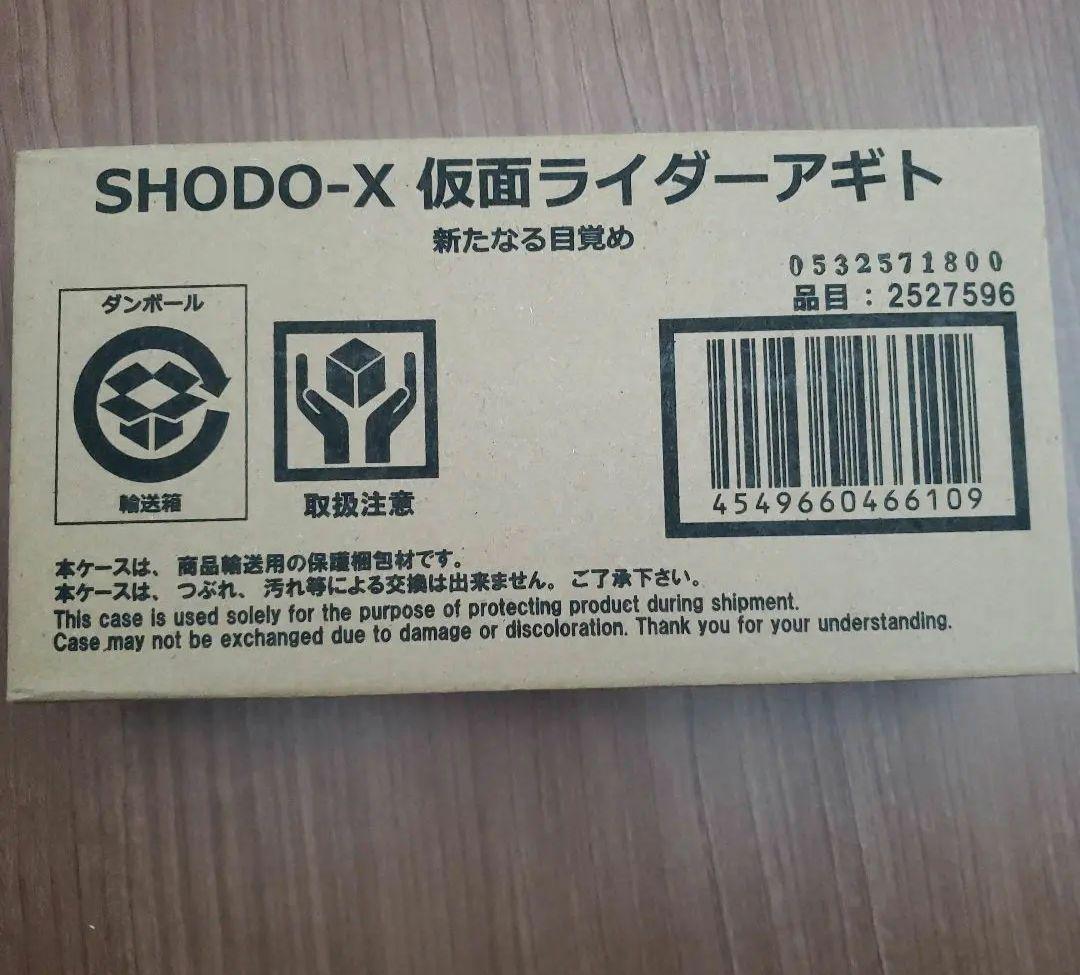 SHODO-X 仮面ライダーアギト
新たなる目覚め
0532571800
品目：2527596
ダンボール
輸送箱
取扱注意
4549660466109
本ケースは、商品輸送用の保護梱包材です。
本ケースは、つぶれ、汚れ等による交換は出来ません。ご了承下さい。
This case is used solely for the purpose of protecting product during shipment.
Case may not be exchanged due to damage or discoloration. Thank you for your understanding.